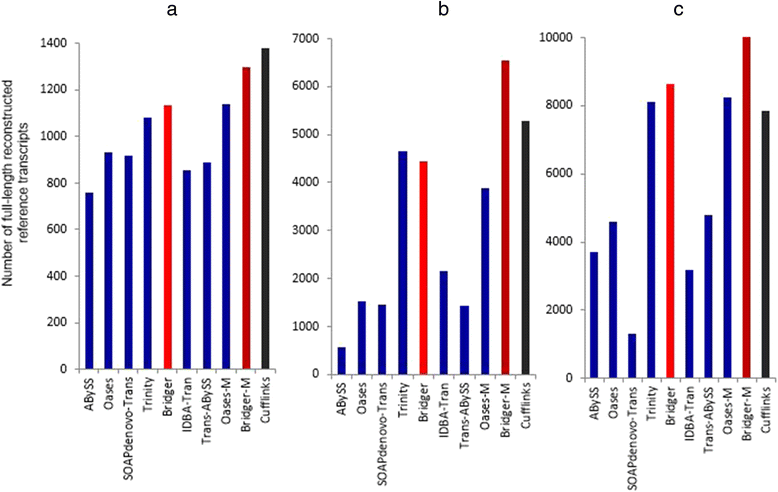 a
b
c
Number of full-length reconstructed
reference transcripts
1400
1200
1000
800
600
400
200
0
ABySS
Oases
SOAPdenovo-Trans
Trinity
Bridger
IDBA-Tran
Trans-ABySS
Oases-M
Bridger-M
Cufflinks
7000
6000
5000
4000
3000
2000
1000
0
ABySS
Oases
SOAPdenovo-Trans
Trinity
Bridger
IDBA-Tran
Trans-ABySS
Oases-M
Bridger-M
Cufflinks
10000
8000
6000
4000
2000
0
ABySS
Oases
SOAPdenovo-Trans
Trinity
Bridger
IDBA-Tran
Trans-ABySS
Oases-M
Bridger-M
Cufflinks